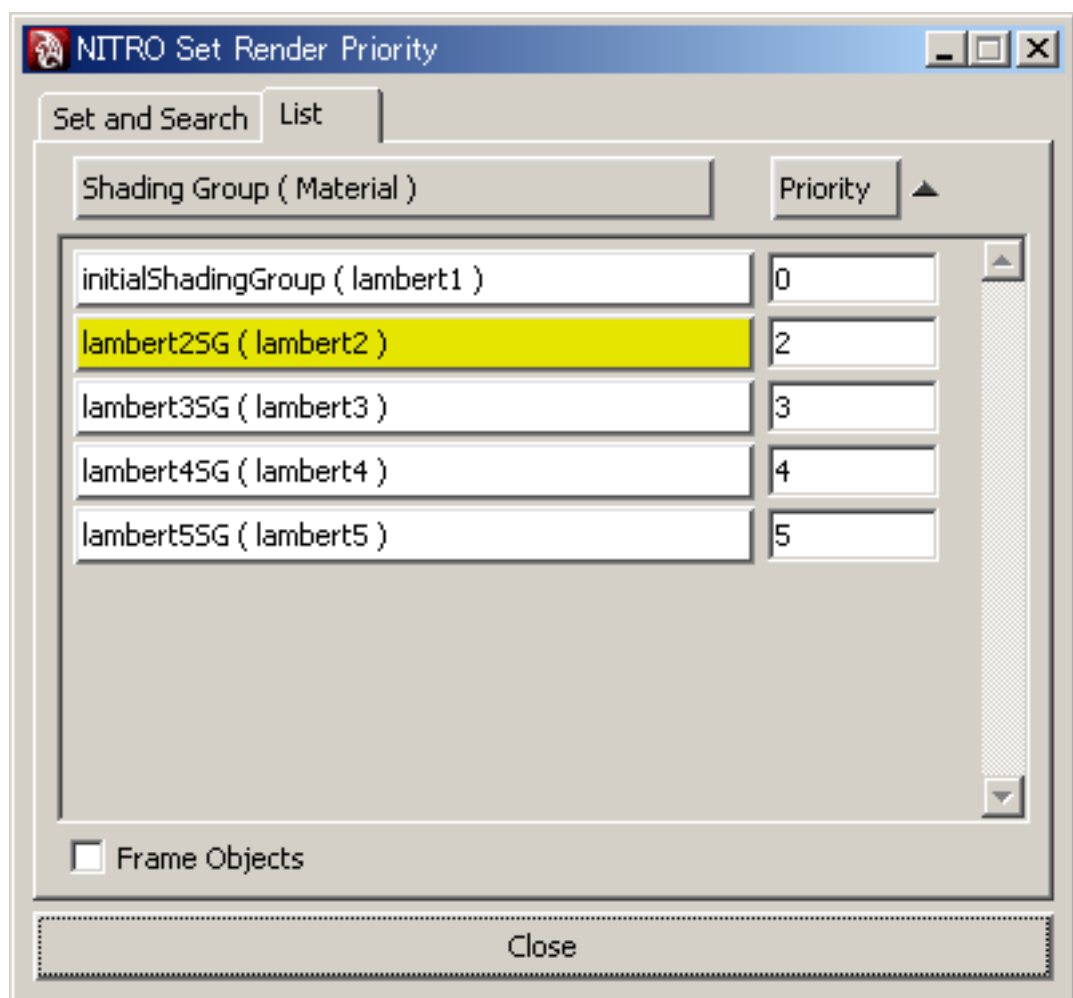 NITRO Set Render Priority
Set and Search List
Shading Group ( Material ) Priority
initialShadingGroup ( lambert1 ) 0
lambert2SG ( lambert2 ) 2
lambert3SG ( lambert3 ) 3
lambert4SG ( lambert4 ) 4
lambert5SG ( lambert5 ) 5
Frame Objects
Close